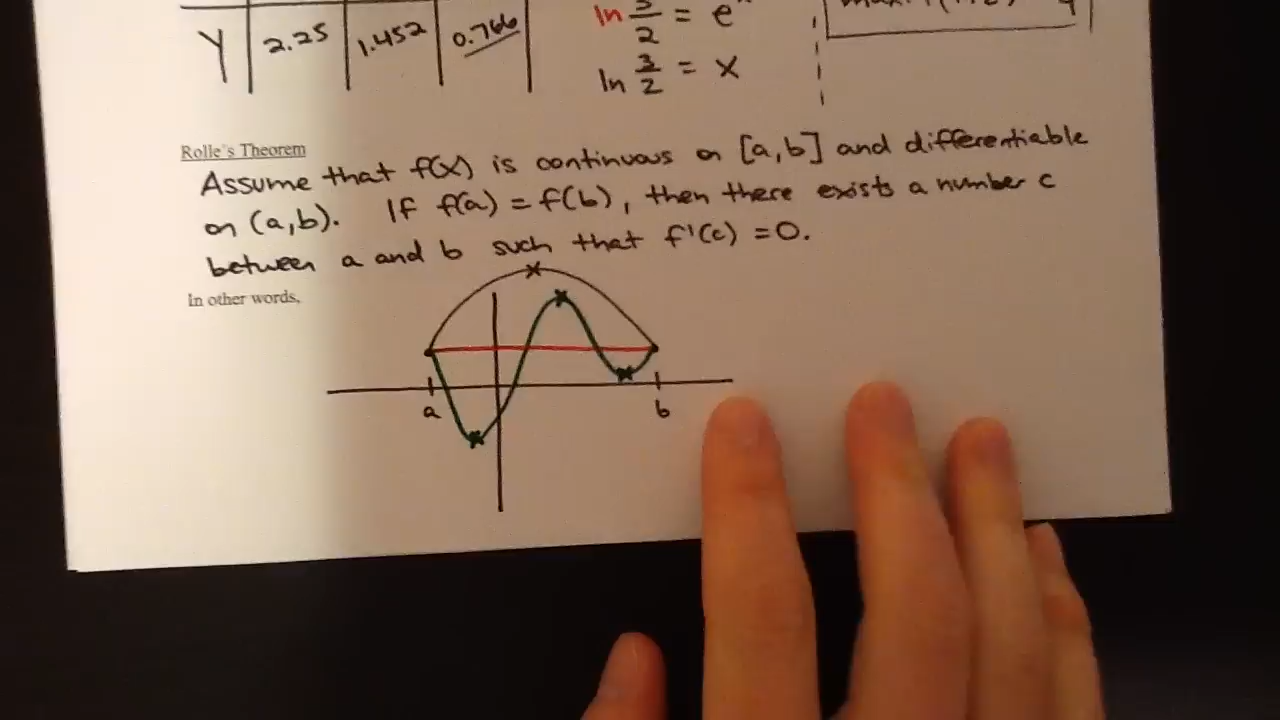 Y 2.25 1.452 0.766
ln 3/2 = e
ln 3/2 = x
Rolle's Theorem
Assume that f(x) is continuous on [a,b] and differentiable
on (a,b). If f(a) = f(b), then there exists a number c
between a and b such that f'(c) = 0.
In other words,
a b